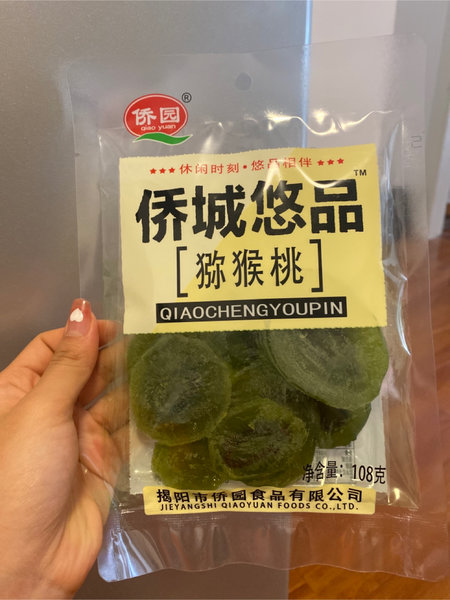 侨园®
qiao yuan
★★★休闲时刻·悠品相伴★★★
侨城悠品™
[猕猴桃]
QIAOCHENGYOUPIN
净含量：108克
揭阳市侨园食品有限公司
JIEYANGSHI QIAOYUAN FOODS CO.,LTD.